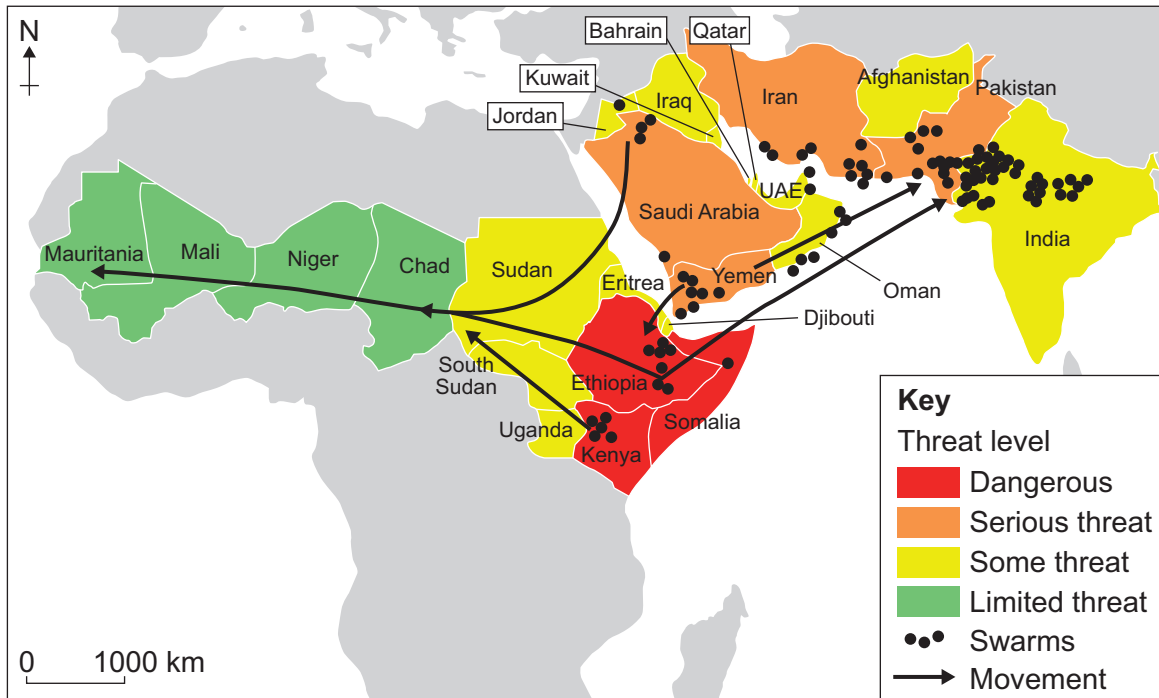 N
Bahrain
Qatar
Kuwait
Jordan
Iraq
Iran
Afghanistan
Pakistan
UAE
Saudi Arabia
India
Mauritania
Mali
Niger
Chad
Sudan
Eritrea
Yemen
Oman
Djibouti
South
Sudan
Ethiopia
Uganda
Somalia
Kenya
Key
Threat level
Dangerous
Serious threat
Some threat
Limited threat
Swarms
Movement
0 1000 km